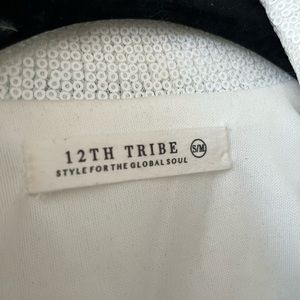 12TH TRIBE S/M
STYLE FOR THE GLOBAL SOUL